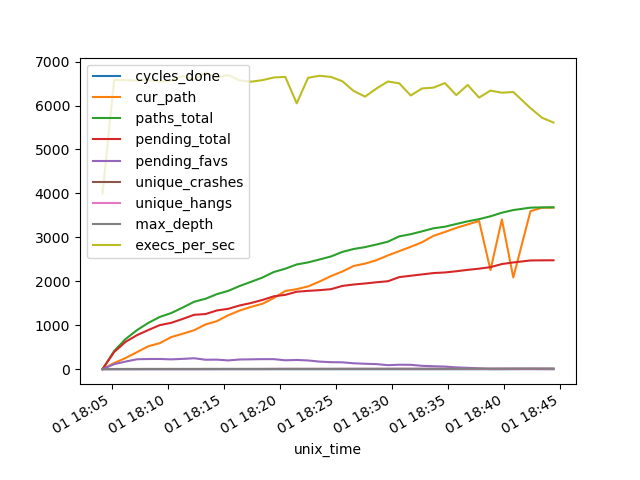 7000
6000
5000
4000
3000
2000
1000
0
cycles_done
cur_path
paths_total
pending_total
pending_favs
unique_crashes
unique_hangs
max_depth
execs_per_sec
01 18:05
01 18:10
01 18:15
01 18:20
01 18:25
01 18:30
01 18:35
01 18:40
01 18:45
unix_time